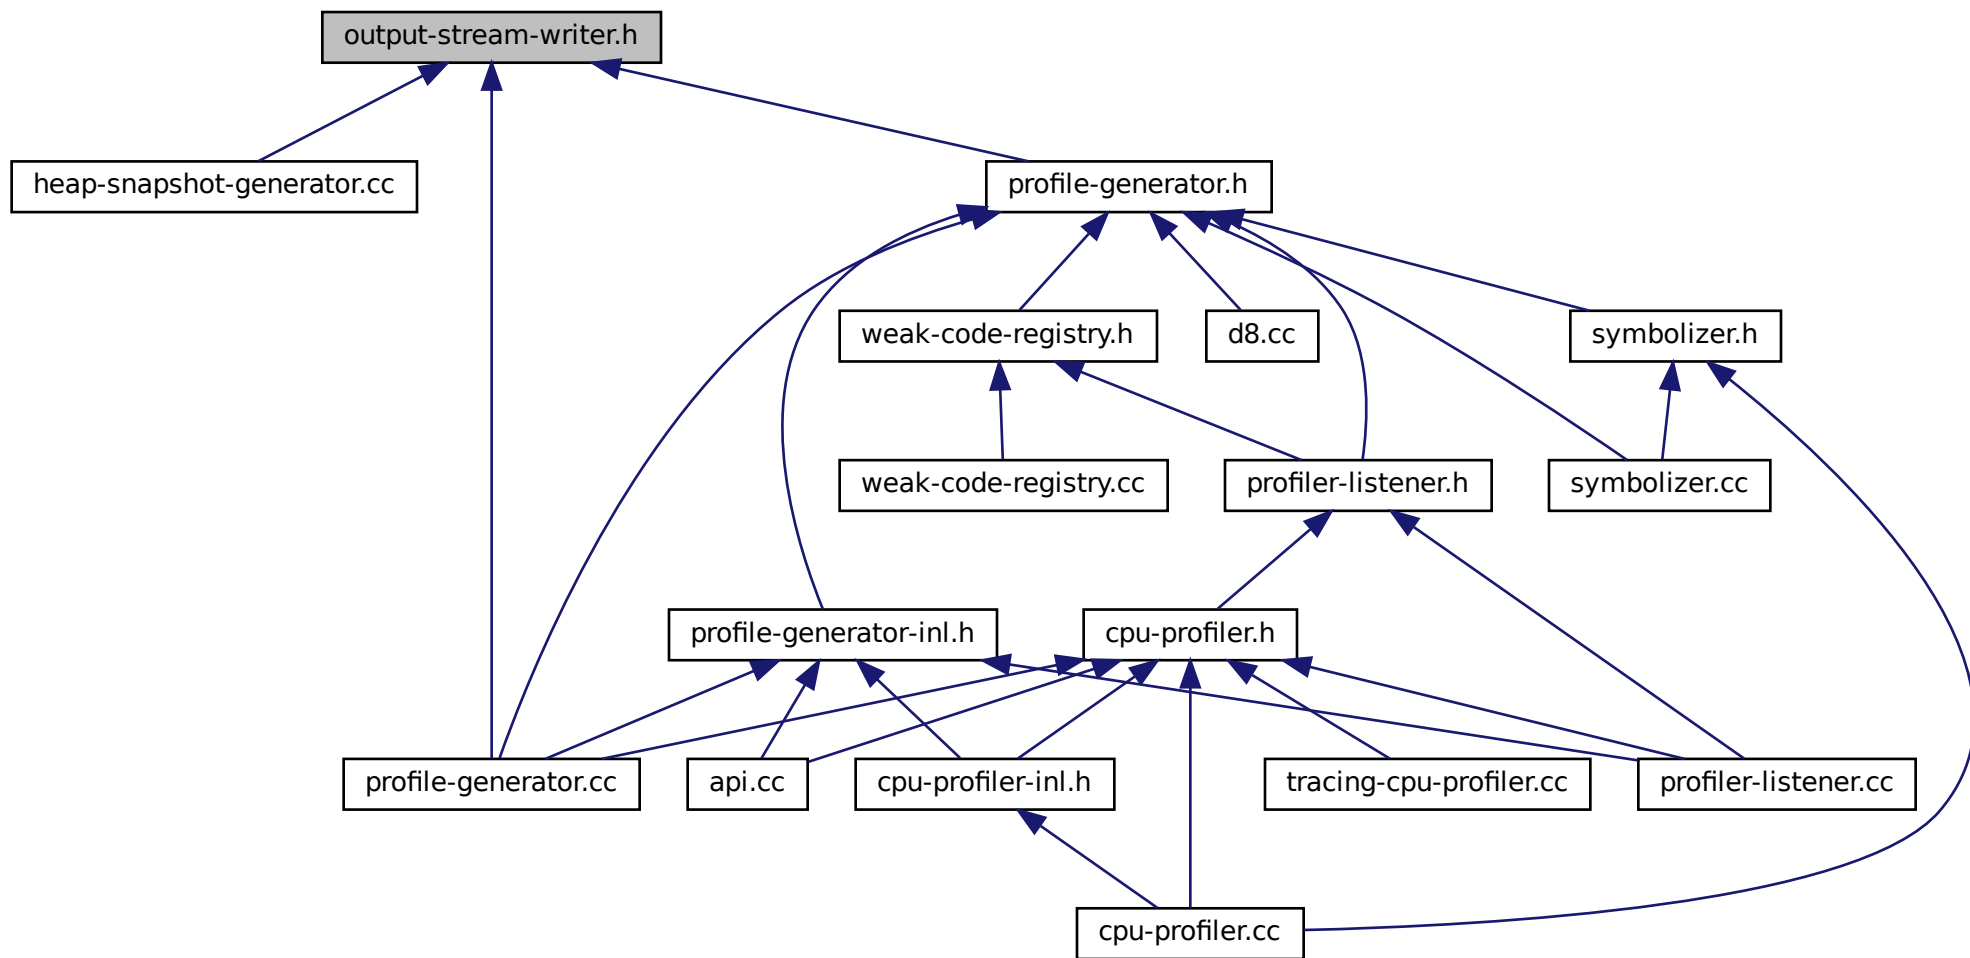 output-stream-writer.h
heap-snapshot-generator.cc
profile-generator.h
weak-code-registry.h
d8.cc
symbolizer.h
weak-code-registry.cc
profiler-listener.h
symbolizer.cc
profile-generator-inl.h
cpu-profiler.h
profile-generator.cc
api.cc
cpu-profiler-inl.h
tracing-cpu-profiler.cc
profiler-listener.cc
cpu-profiler.cc